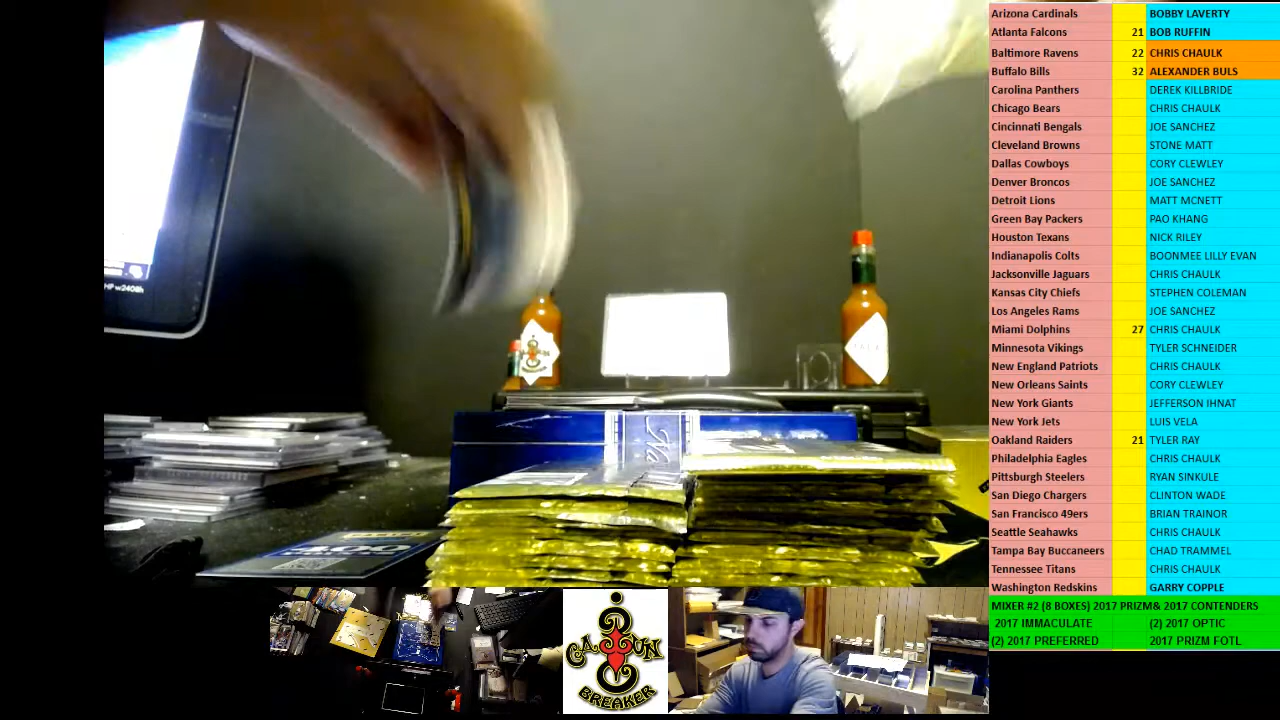 Arizona Cardinals BOBBY LAVERTY
Atlanta Falcons 21 BOB RUFFIN
Baltimore Ravens 22 CHRIS CHAULK
Buffalo Bills 32 ALEXANDER BULS
Carolina Panthers DEREK KILLBRIDE
Chicago Bears CHRIS CHAULK
Cincinnati Bengals JOE SANCHEZ
Cleveland Browns STONE MATT
Dallas Cowboys CORY CLEWLEY
Denver Broncos JOE SANCHEZ
Detroit Lions MATT MCNETT
Green Bay Packers PAO KHANG
Houston Texans NICK RILEY
Indianapolis Colts BOONMEE LILLY EVAN
Jacksonville Jaguars CHRIS CHAULK
Kansas City Chiefs STEPHEN COLEMAN
Los Angeles Rams JOE SANCHEZ
Miami Dolphins 27 CHRIS CHAULK
Minnesota Vikings TYLER SCHNEIDER
New England Patriots CHRIS CHAULK
New Orleans Saints CORY CLEWLEY
New York Giants JEFFERSON IHNAT
New York Jets LUIS VELA
Oakland Raiders 21 TYLER RAY
Philadelphia Eagles CHRIS CHAULK
Pittsburgh Steelers RYAN SINKULE
San Diego Chargers CLINTON WADE
San Francisco 49ers BRIAN TRAINOR
Seattle Seahawks CHRIS CHAULK
Tampa Bay Buccaneers CHAD TRAMMEL
Tennessee Titans CHRIS CHAULK
Washington Redskins GARRY COPPLE
MIXER #2 (8 BOXES) 2017 PRIZM& 2017 CONTENDERS
2017 IMMACULATE (2) 2017 OPTIC
(2) 2017 PREFERRED 2017 PRIZM FOTL
HP w2408h
CAJUN
BREAKER